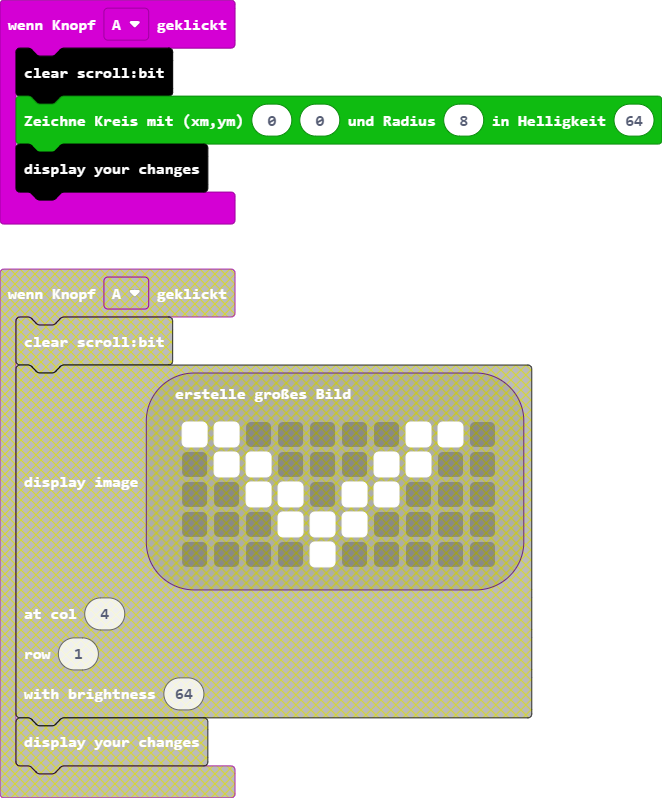 wenn Knopf A geklickt
clear scroll:bit
Zeichne Kreis mit (xm,ym) 0 0 und Radius 8 in Helligkeit 64
display your changes
wenn Knopf A geklickt
clear scroll:bit
erstelle großes Bild
display image
at col 4
row 1
with brightness 64
display your changes